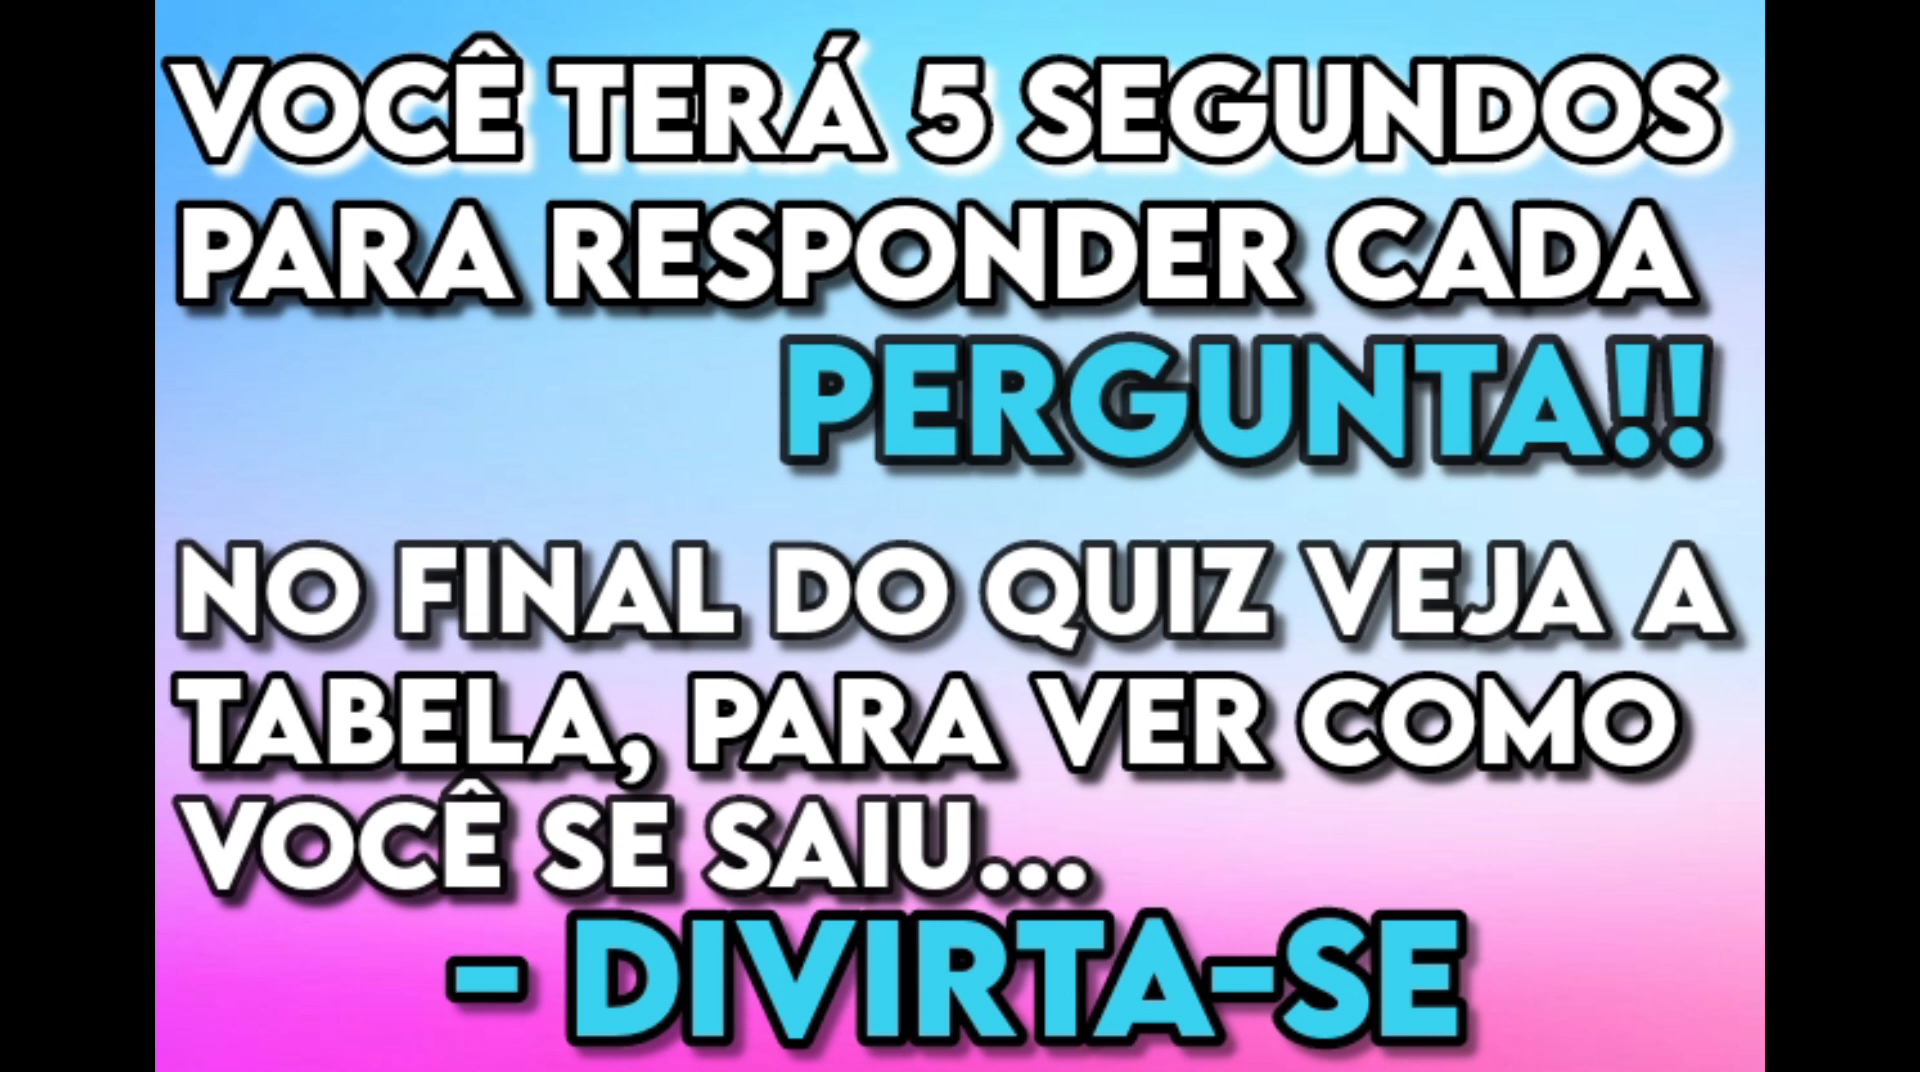 VOCÊ TERÁ 5 SEGUNDOS
PARA RESPONDER CADA
PERGUNTA!!
NO FINAL DO QUIZ VEJA A
TABELA, PARA VER COMO
VOCÊ SE SAIU...
- DIVIRTA-SE